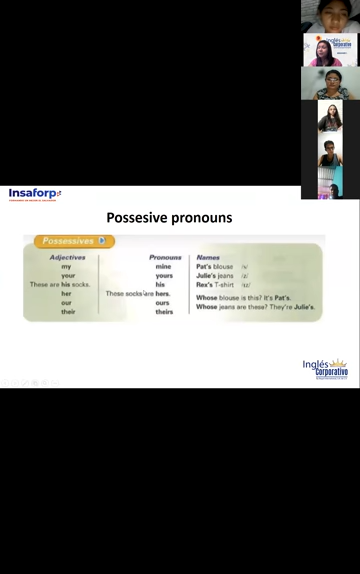 Insaforp
Possesive pronouns
Possessives
Adjectives Pronouns Names
my mine Pat's blouse /s/
your yours Julie's jeans /z/
These are his socks. his Rex's T-shirt /ɪz/
her These socks are hers.
our ours Whose blouse is this? It's Pat's.
their theirs Whose jeans are these? They're Julie's.
Inglés
Corporativo